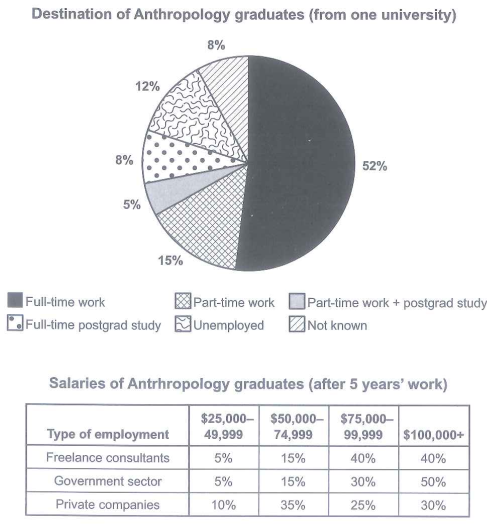 Destination of Anthropology graduates (from one university)
8%
12%
8%
52%
5%
15%
Full-time work
Part-time work
Part-time work + postgrad study
Full-time postgrad study
Unemployed
Not known
Salaries of Antrhropology graduates (after 5 years' work)
Type of employment $25,000– 49,999 $50,000– 74,999 $75,000– 99,999 $100,000+
Freelance consultants 5% 15% 40% 40%
Government sector 5% 15% 30% 50%
Private companies 10% 35% 25% 30%